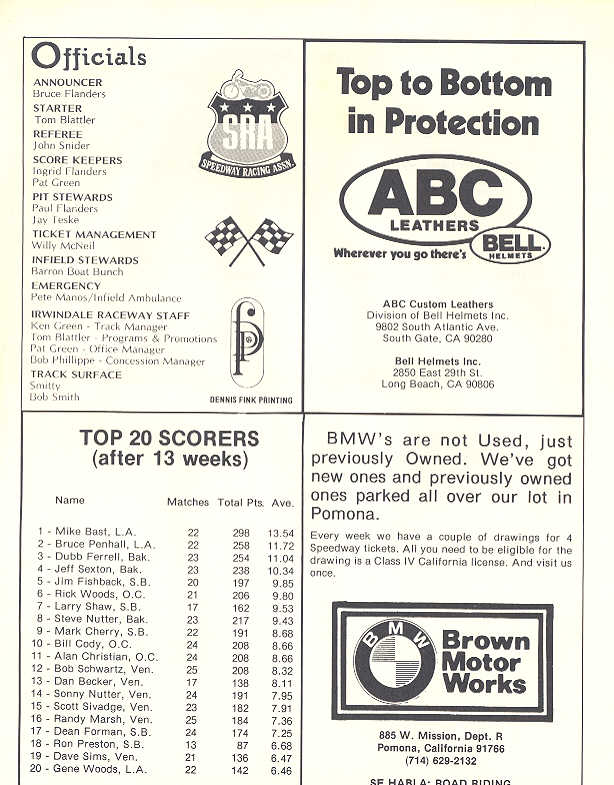 Officials
ANNOUNCER
Bruce Flanders
STARTER
Tom Blattler
REFEREE
John Snider
SCORE KEEPERS
Ingrid Flanders
Pat Green
PIT STEWARDS
Paul Flanders
Jay Teske
TICKET MANAGEMENT
Willy McNeil
INFIELD STEWARDS
Barron Boat Bunch
EMERGENCY
Pete Manos/Infield Ambulance
IRWINDALE RACEWAY STAFF
Ken Green - Track Manager
Tom Blattler - Programs & Promotions
Pat Green - Office Manager
Bob Phillippe - Concession Manager
TRACK SURFACE
Smitty
Bob Smith
SRA
SPEEDWAY RACING ASSN.
DENNIS FINK PRINTING
Top to Bottom
in Protection
ABC
LEATHERS
Wherever you go there's
BELL
HELMETS
ABC Custom Leathers
Division of Bell Helmets Inc.
9802 South Atlantic Ave.
South Gate, CA 90280
Bell Helmets Inc.
2850 East 29th St.
Long Beach, CA 90806
TOP 20 SCORERS
(after 13 weeks)
Name Matches Total Pts. Ave.
1 - Mike Bast, L.A. 22 298 13.54
2 - Bruce Penhall, L.A. 22 258 11.72
3 - Dubb Ferrell, Bak. 23 254 11.04
4 - Jeff Sexton, Bak. 23 238 10.34
5 - Jim Fishback, S.B. 20 197 9.85
6 - Rick Woods, O.C. 21 206 9.80
7 - Larry Shaw, S.B. 17 162 9.53
8 - Steve Nutter, Bak. 23 217 9.43
9 - Mark Cherry, S.B. 22 191 8.68
10 - Bill Cody, O.C. 24 208 8.66
11 - Alan Christian, O.C. 24 208 8.66
12 - Bob Schwartz, Ven. 25 208 8.32
13 - Dan Becker, Ven. 17 138 8.11
14 - Sonny Nutter, Ven. 24 191 7.95
15 - Scott Sivadge, Ven. 23 182 7.91
16 - Randy Marsh, Ven. 25 184 7.36
17 - Dean Forman, S.B. 24 174 7.25
18 - Ron Preston, S.B. 13 87 6.68
19 - Dave Sims, Ven. 21 136 6.47
20 - Gene Woods, L.A. 22 142 6.46
BMW's are not Used, just
previously Owned. We've got
new ones and previously owned
ones parked all over our lot in
Pomona.
Every week we have a couple of drawings for 4
Speedway tickets. All you need to be eligible for the
drawing is a Class IV California license. And visit us
once.
BMW
Brown
Motor
Works
885 W. Mission, Dept. R
Pomona, California 91766
(714) 629-2132
SE HABLA: ROAD RIDING